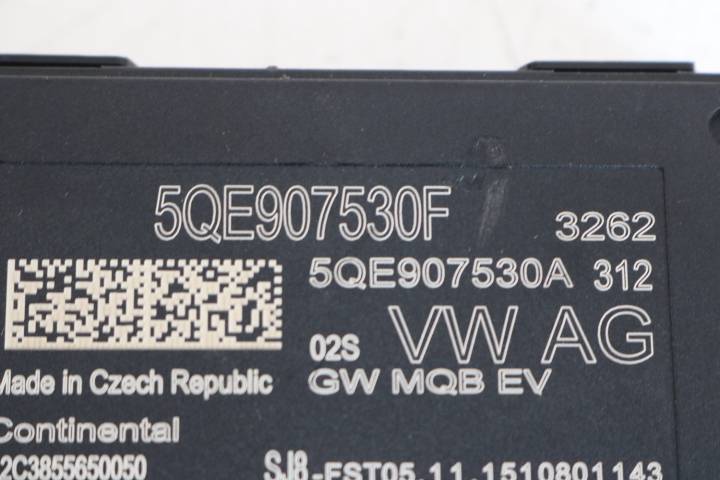 5QE907530F
3262
5QE907530A 312
02S VW AG
Made in Czech Republic
GW MQB EV
Continental
2C3855650050
SJ8-FST05.11.1510801143